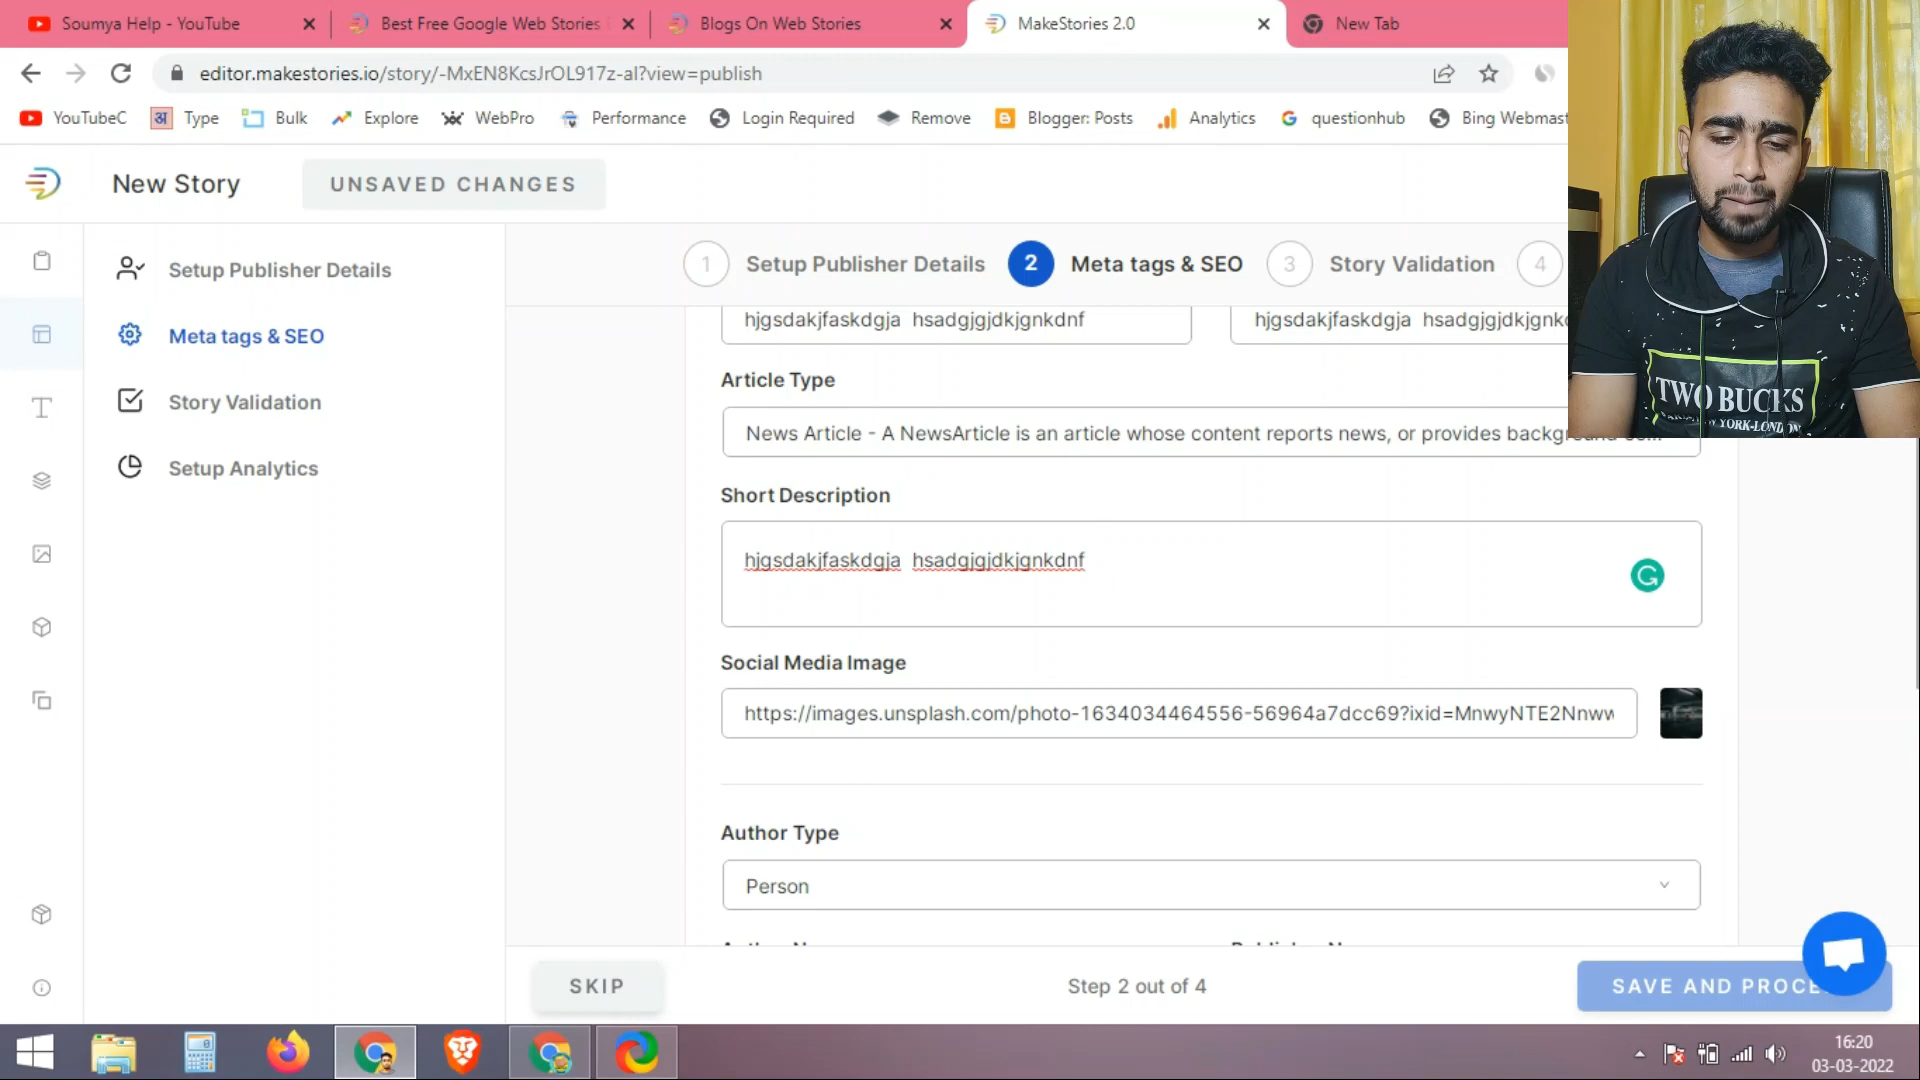 Soumya Help - YouTube
Best Free Google Web Stories
Blogs On Web Stories
MakeStories 2.0
New Tab
editor.makestories.io/story/-MxEN8KcsJrOL917z-al?view=publish
YouTubeC
अ Type
Bulk
Explore
WebPro
Performance
Login Required
Remove
Blogger: Posts
Analytics
questionhub
Bing Webmast
New Story
UNSAVED CHANGES
Setup Publisher Details
Meta tags & SEO
Story Validation
Setup Analytics
1 Setup Publisher Details
2 Meta tags & SEO
3 Story Validation
4
hjgsdakjfaskdgja hsadgjgjdkjgnkdnf
hjgsdakjfaskdgja hsadgjgjdkjgnk
Article Type
News Article - A NewsArticle is an article whose content reports news, or provides
Short Description
hjgsdakjfaskdgja hsadgjgjdkjgnkdnf
Social Media Image
https://images.unsplash.com/photo-1634034464556-56964a7dcc69?ixid=MnwyNTE2Nnww
Author Type
Person
SKIP
Step 2 out of 4
SAVE AND
TWO BUCKS
YORK-LONDON
16:20
03-03-2022